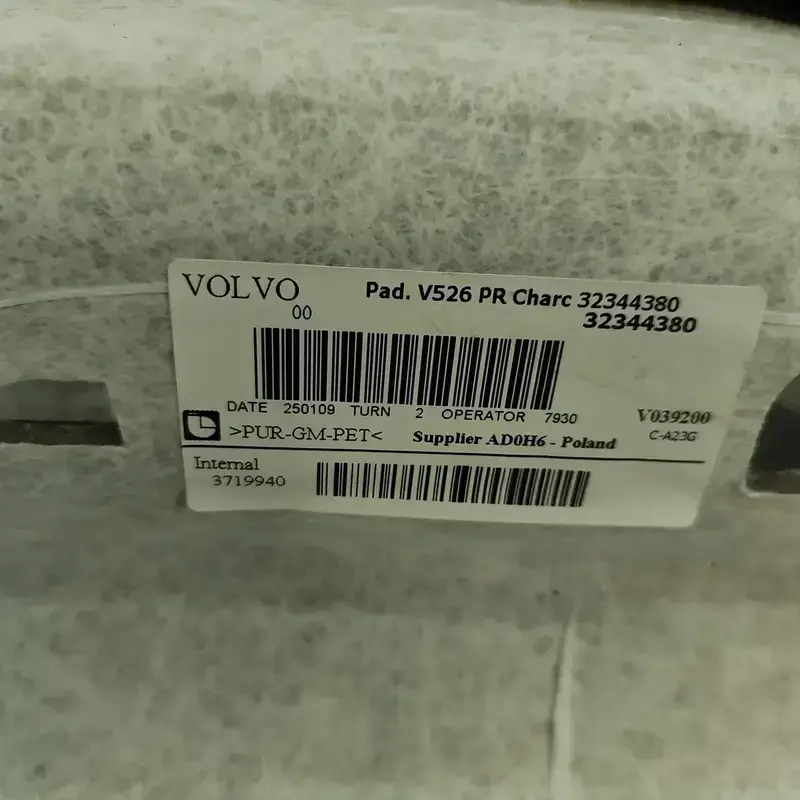 VOLVO
Pad. V526 PR Charc 32344380
00
32344380
DATE 250109 TURN 2 OPERATOR 7930
V039200
>PUR-GM-PET<
Supplier AD0H6 - Poland
C-A23G
Internal
3719940